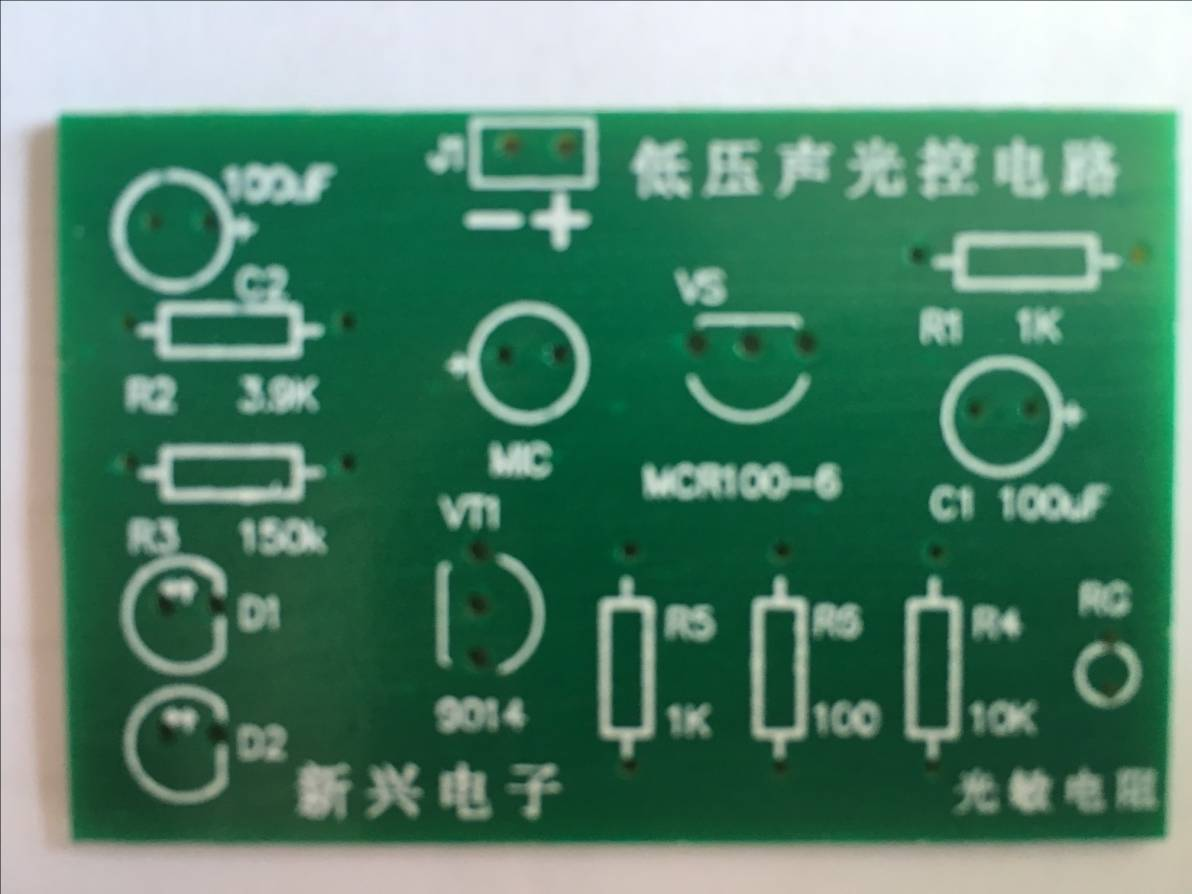 J1
低压声光控电路
100uF
+
- +
C2
VS
R1 1K
R2 3.9K
+
MIC
MCR100-6
+
C1 100uF
R3 150k
VT1
D1
R5
R6
R4
RG
9014
1K
100
10K
D2
新兴电子
光敏电阻